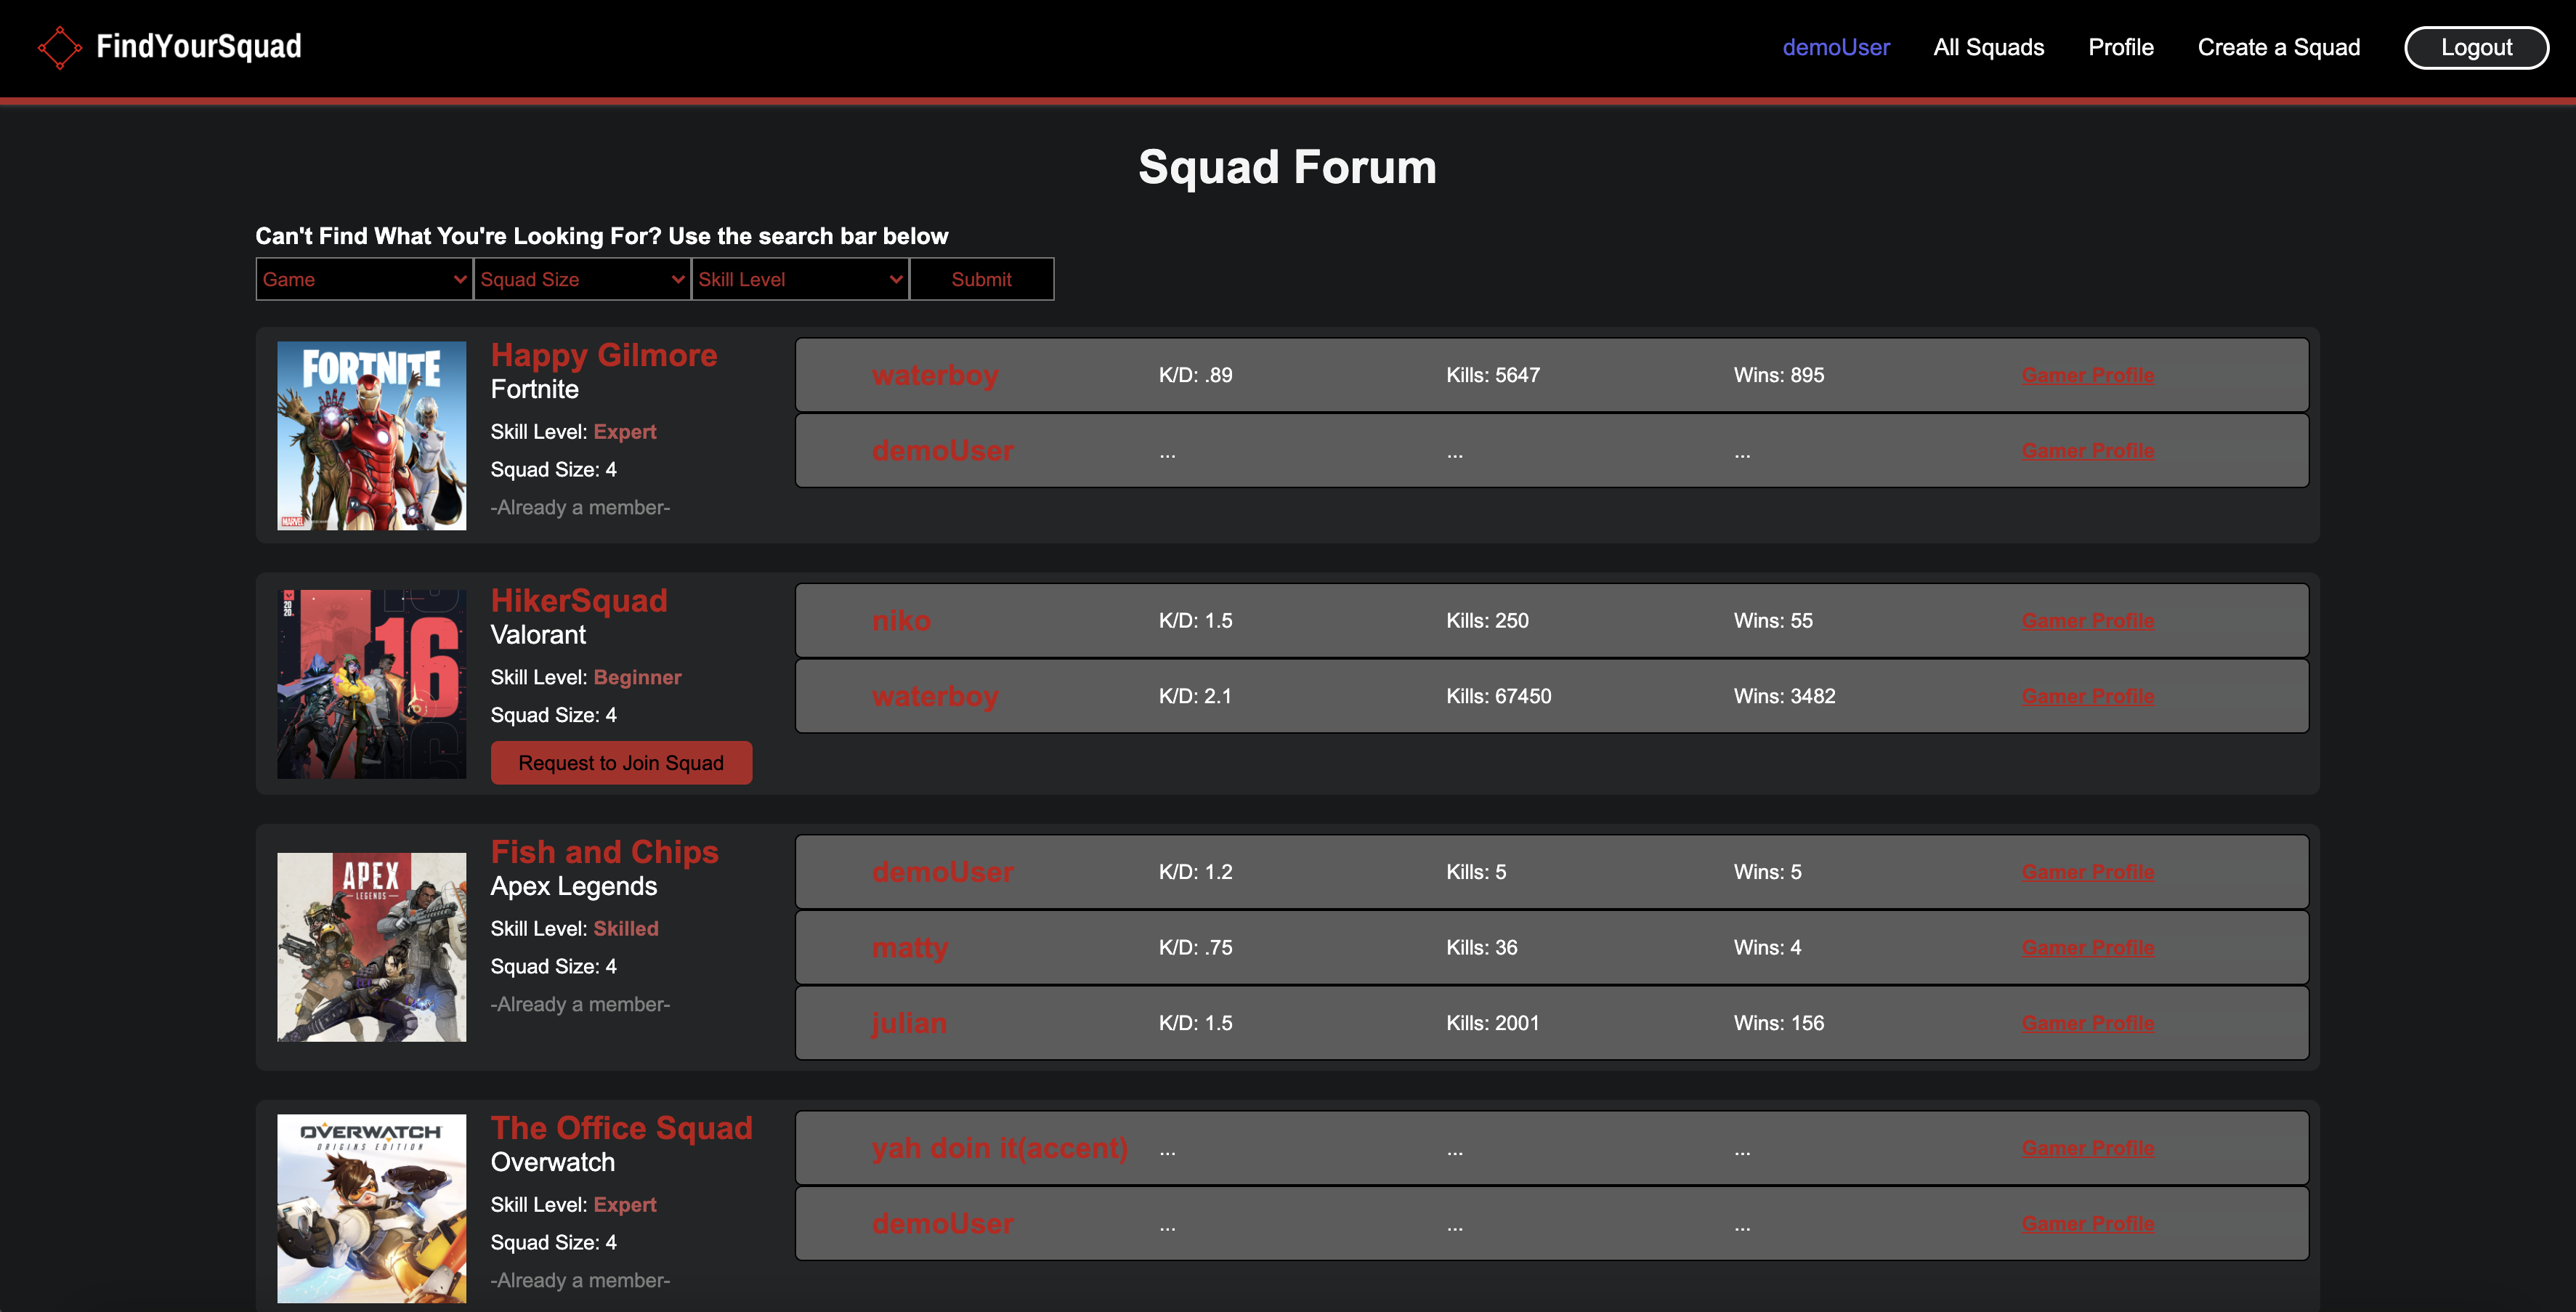 FindYourSquad
demoUser All Squads Profile Create a Squad Logout
Squad Forum
Can't Find What You're Looking For? Use the search bar below
Game Squad Size Skill Level Submit
FORTNITE
MARVEL
Happy Gilmore
Fortnite
Skill Level: Expert
Squad Size: 4
-Already a member-
waterboy K/D: .89 Kills: 5647 Wins: 895 Gamer Profile
demoUser ... ... ... Gamer Profile
2020
16
HikerSquad
Valorant
Skill Level: Beginner
Squad Size: 4
Request to Join Squad
niko K/D: 1.5 Kills: 250 Wins: 55 Gamer Profile
waterboy K/D: 2.1 Kills: 67450 Wins: 3482 Gamer Profile
APEX
LEGENDS
Fish and Chips
Apex Legends
Skill Level: Skilled
Squad Size: 4
-Already a member-
demoUser K/D: 1.2 Kills: 5 Wins: 5 Gamer Profile
matty K/D: .75 Kills: 36 Wins: 4 Gamer Profile
julian K/D: 1.5 Kills: 2001 Wins: 156 Gamer Profile
OVERWATCH
ORIGINS EDITION
The Office Squad
Overwatch
Skill Level: Expert
Squad Size: 4
-Already a member-
yah doin it(accent) ... ... ... Gamer Profile
demoUser ... ... ... Gamer Profile